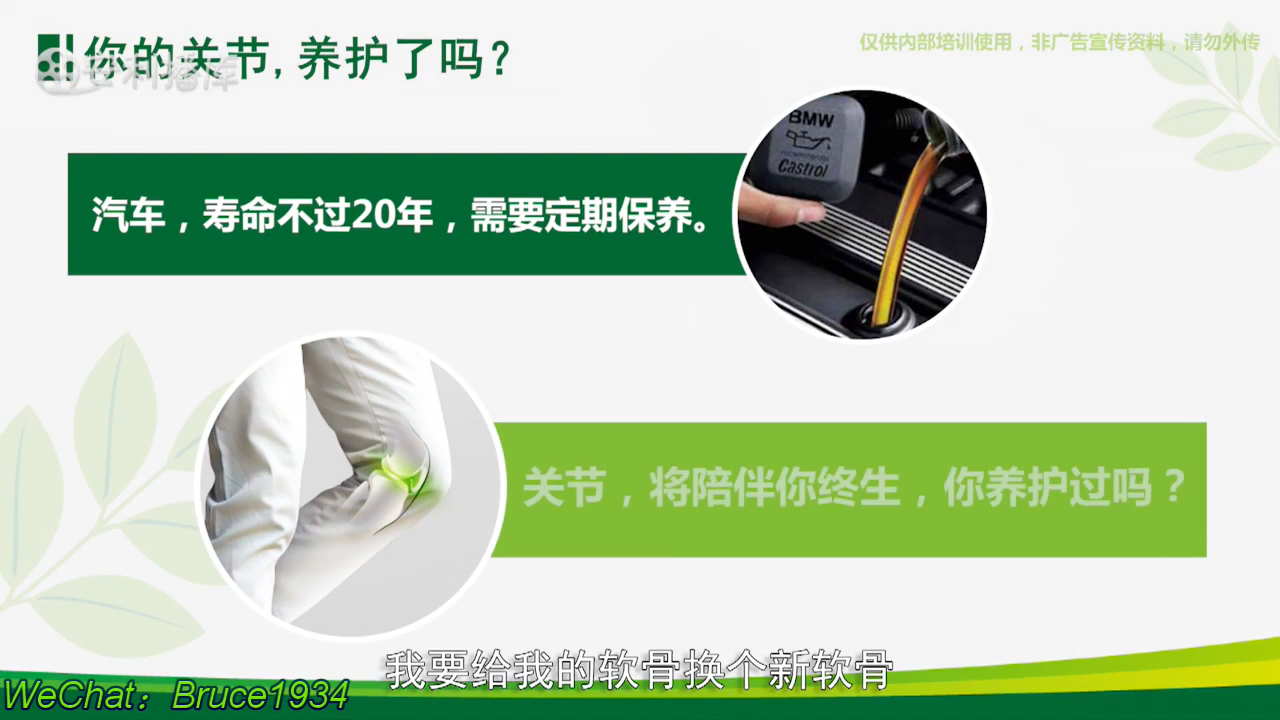 你的关节,养护了吗?
仅供内部培训使用，非广告宣传资料，请勿外传
BMW
Castrol
汽车，寿命不过20年，需要定期保养。
关节，将陪伴你终生，你养护过吗？
我要给我的软骨换个新软骨
WeChat：Bruce1934